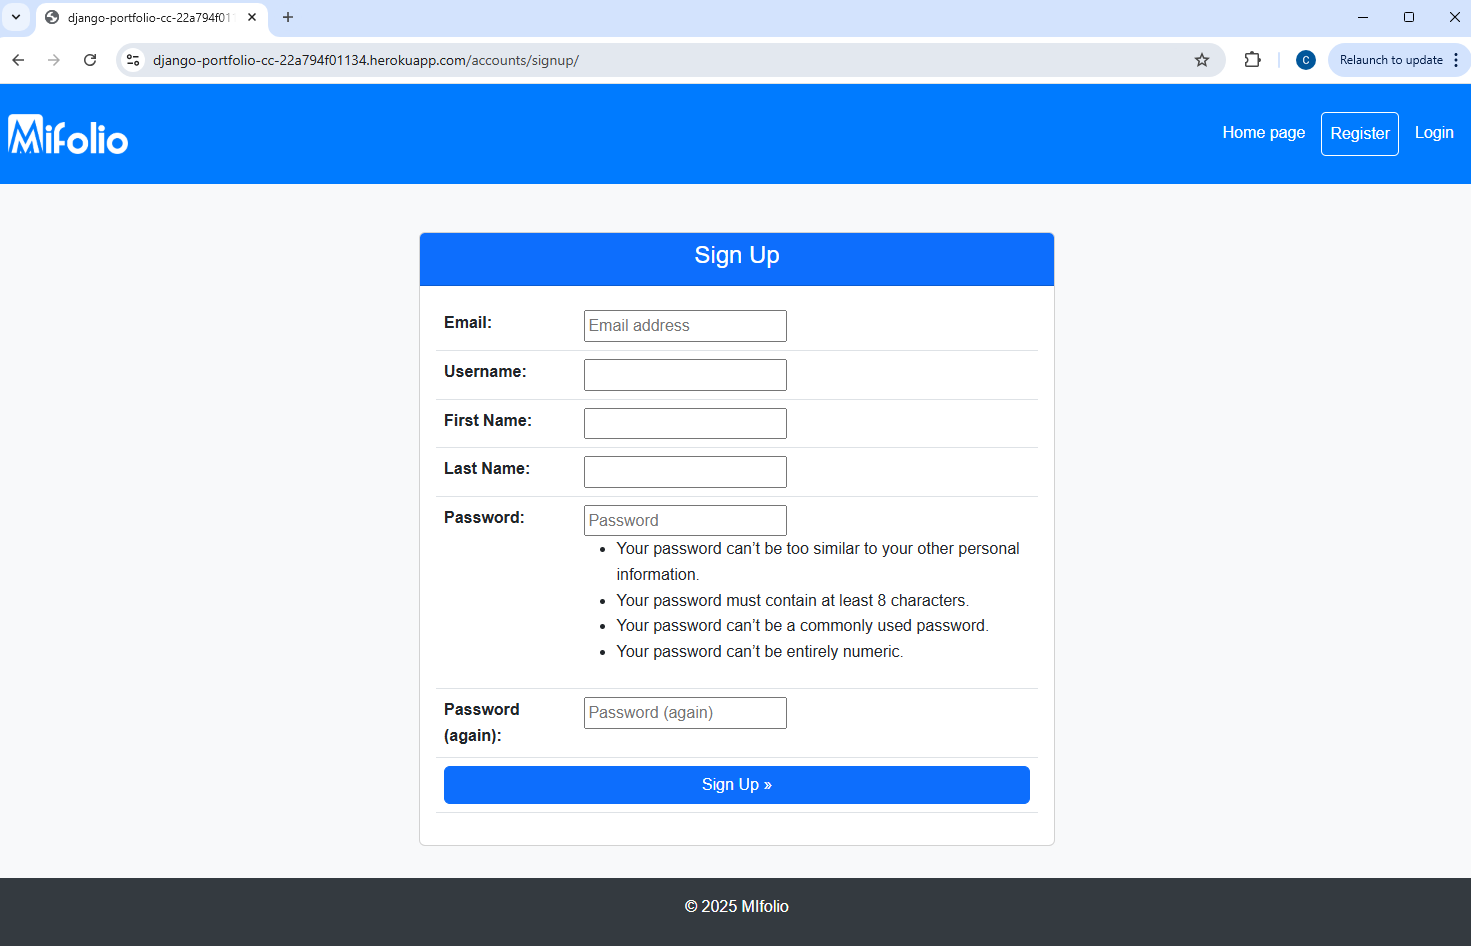 django-portfolio-cc-22a794f011
django-portfolio-cc-22a794f01134.herokuapp.com/accounts/signup/
C
Relaunch to update
Mifolio
Home page
Register
Login
Sign Up
Email:
Email address
Username:
First Name:
Last Name:
Password:
Password
Your password can’t be too similar to your other personal
information.
Your password must contain at least 8 characters.
Your password can’t be a commonly used password.
Your password can’t be entirely numeric.
Password
(again):
Password (again)
Sign Up »
© 2025 MIfolio